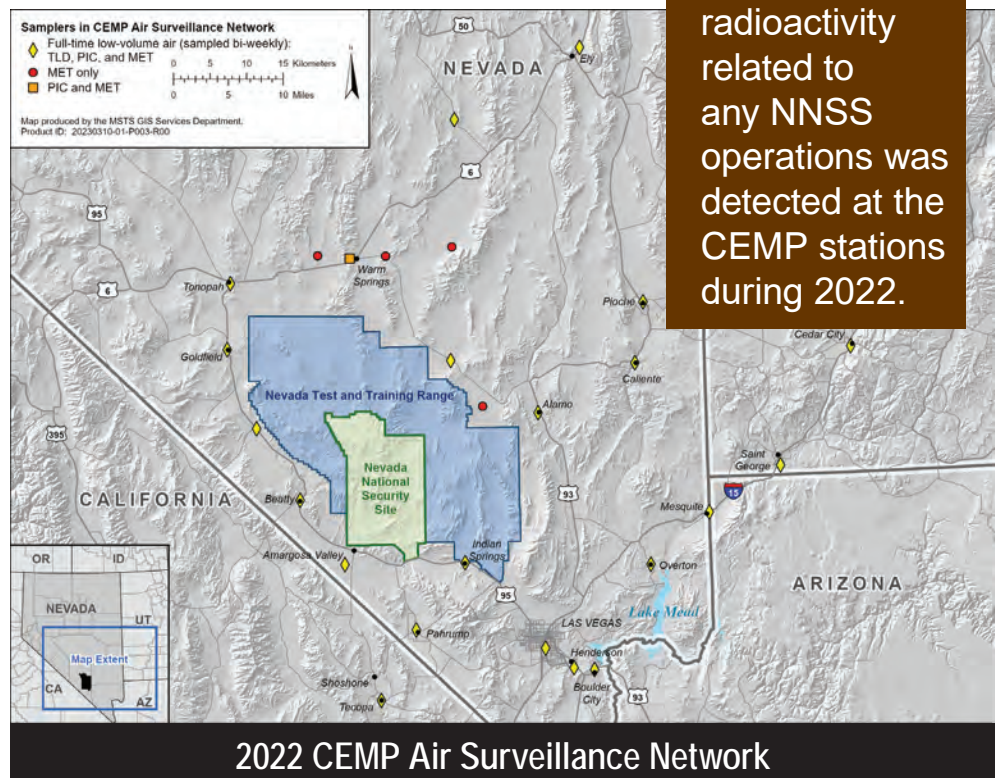 radioactivity
related to
any NNSS
operations was
detected at the
CEMP stations
during 2022.
Samplers in CEMP Air Surveillance Network
Full-time low-volume air (sampled bi-weekly):
TLD, PIC, and MET
MET only
PIC and MET
0 5 10 15 Kilometers
0 5 10 Miles
N
Map produced by the MSTS GIS Services Department.
Product ID: 20230310-01-P003-R00
50
NEVADA
Ely
6
95
Warm
Springs
Tonopah
6
Pioche
Cedar City
Goldfield
Caliente
Nevada Test and Training Range
Alamo
395
Nevada
National
Security
Site
Saint
George
CALIFORNIA
93
15
Beatty
Mesquite
Amargosa Valley
Indian
Springs
Overton
ARIZONA
95
Lake Mead
LAS VEGAS
Pahrump
Henderson
Boulder
City
93
Shoshone
Tecopa
OR
ID
NEVADA
UT
Map Extent
CA
AZ
2022 CEMP Air Surveillance Network